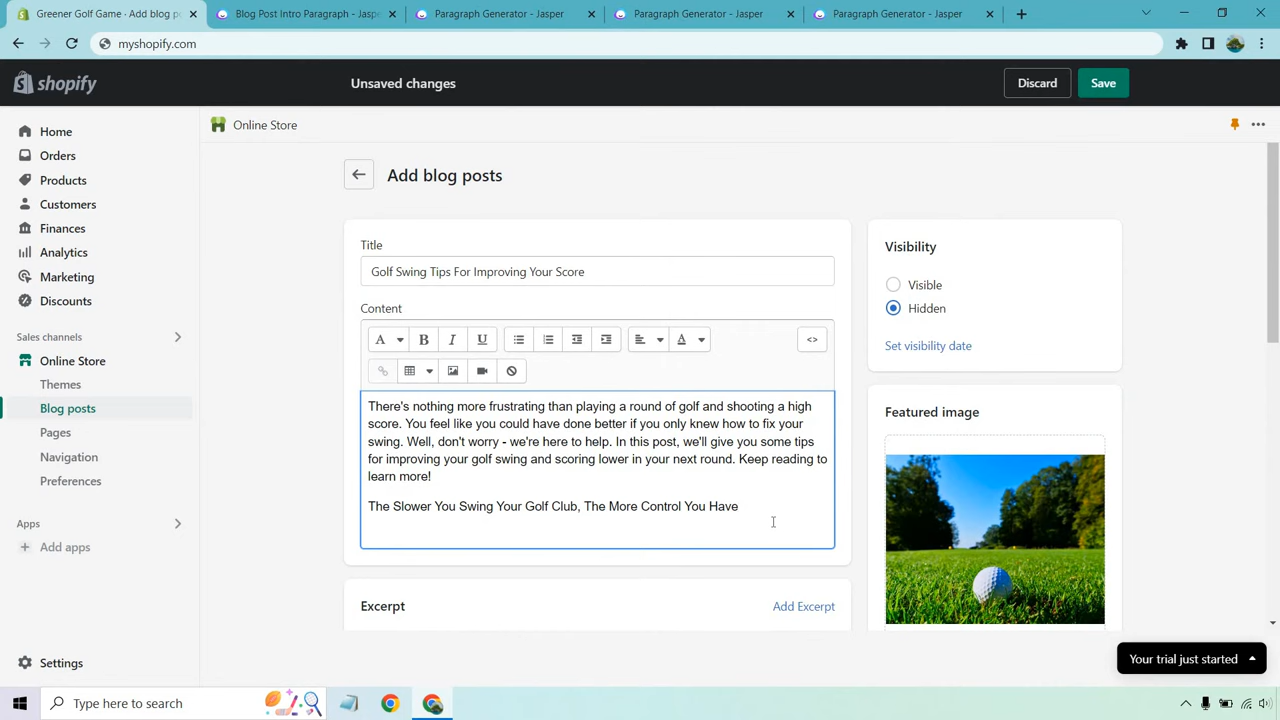 Greener Golf Game - Add blog p
Blog Post Intro Paragraph - Jaspe
Paragraph Generator - Jasper
Paragraph Generator - Jasper
Paragraph Generator - Jasper
myshopify.com
shopify
Unsaved changes
Discard
Save
Home
Orders
Products
Customers
Finances
Analytics
Marketing
Discounts
Sales channels
Online Store
Themes
Blog posts
Pages
Navigation
Preferences
Apps
Add apps
Settings
Online Store
Add blog posts
Title
Golf Swing Tips For Improving Your Score
Content
A
B
I
U
A
<>
There's nothing more frustrating than playing a round of golf and shooting a high
score. You feel like you could have done better if you only knew how to fix your
swing. Well, don't worry - we're here to help. In this post, we'll give you some tips
for improving your golf swing and scoring lower in your next round. Keep reading to
learn more!
The Slower You Swing Your Golf Club, The More Control You Have
Excerpt
Add Excerpt
Visibility
Visible
Hidden
Set visibility date
Featured image
Your trial just started
Type here to search